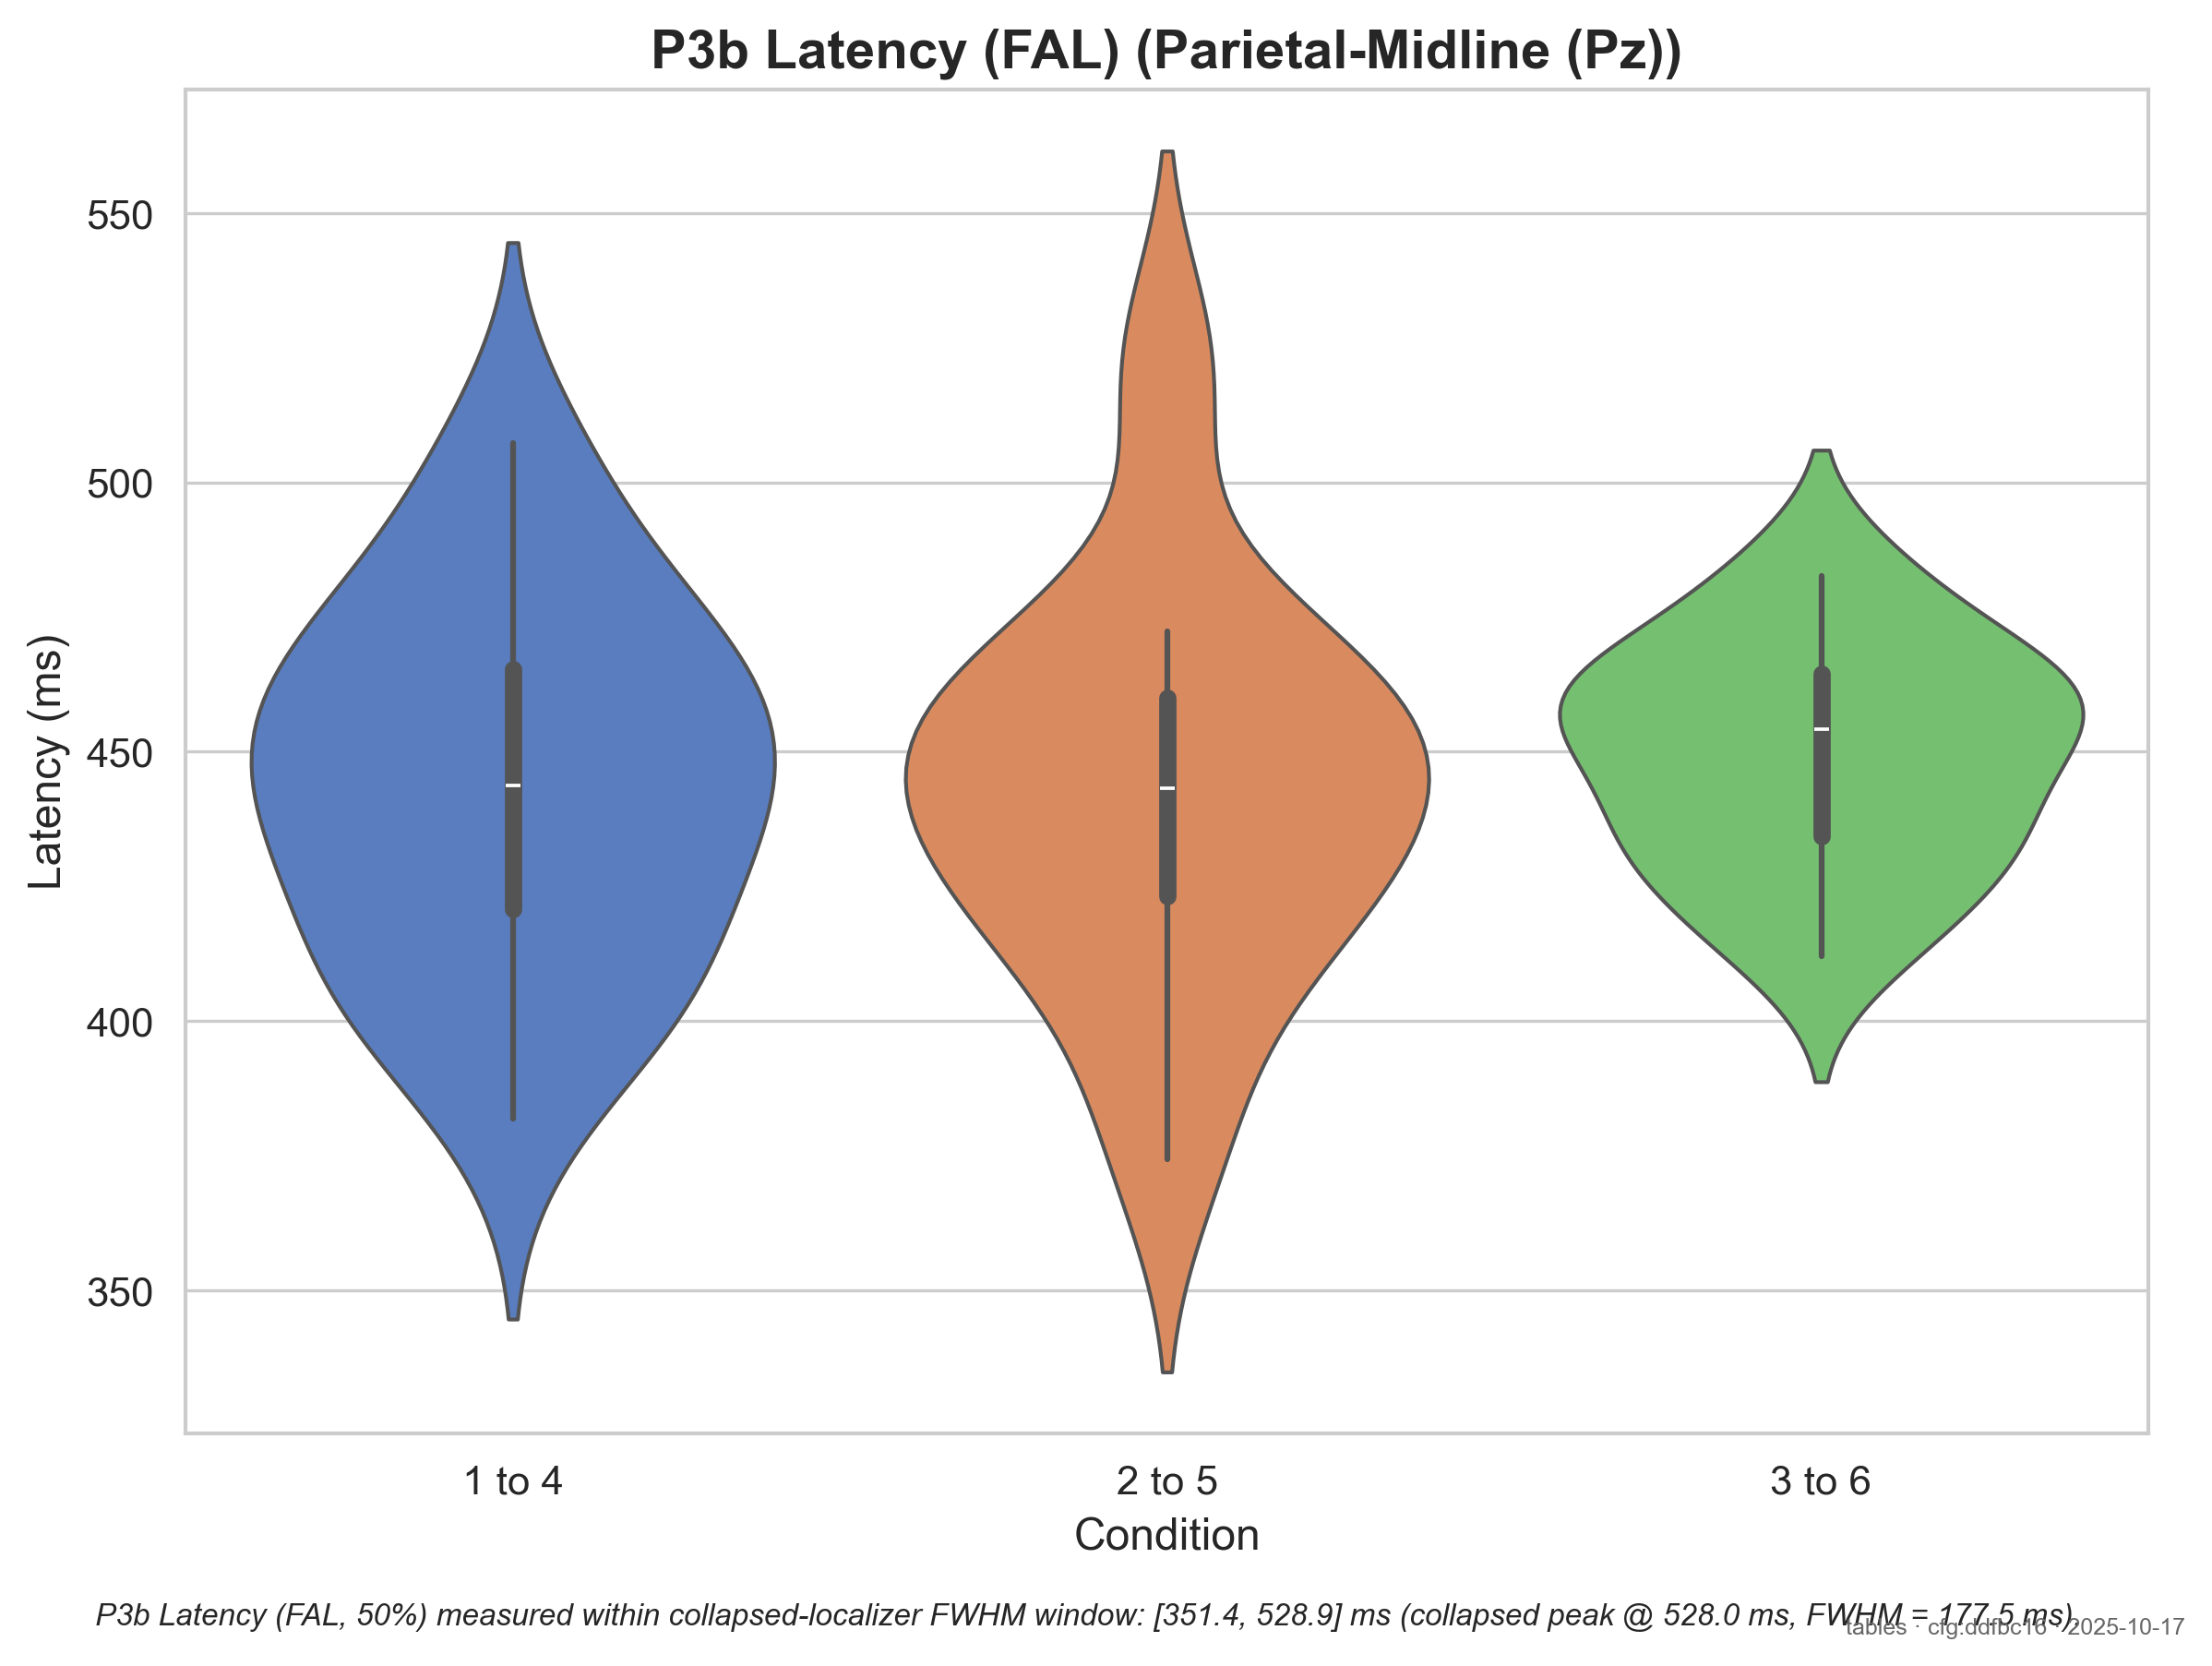 P3b Latency (FAL) (Parietal-Midline (Pz))
Latency (ms)
550
500
450
400
350
1 to 4
2 to 5
3 to 6
Condition
P3b Latency (FAL, 50%) measured within collapsed-localizer FWHM window: [351.4, 528.9] ms (collapsed peak @ 528.0 ms, FWHM = 177.5 ms)
tables · cfg:ddfbc16 · 2025-10-17